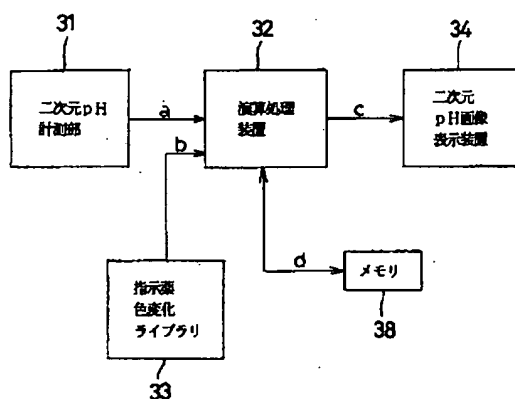 31
32
34
二次元pH
計測部
a
演算処理
装置
c
二次元
pH画像
表示装置
b
d
指示薬
色変化
ライブラリ
メモリ
38
33